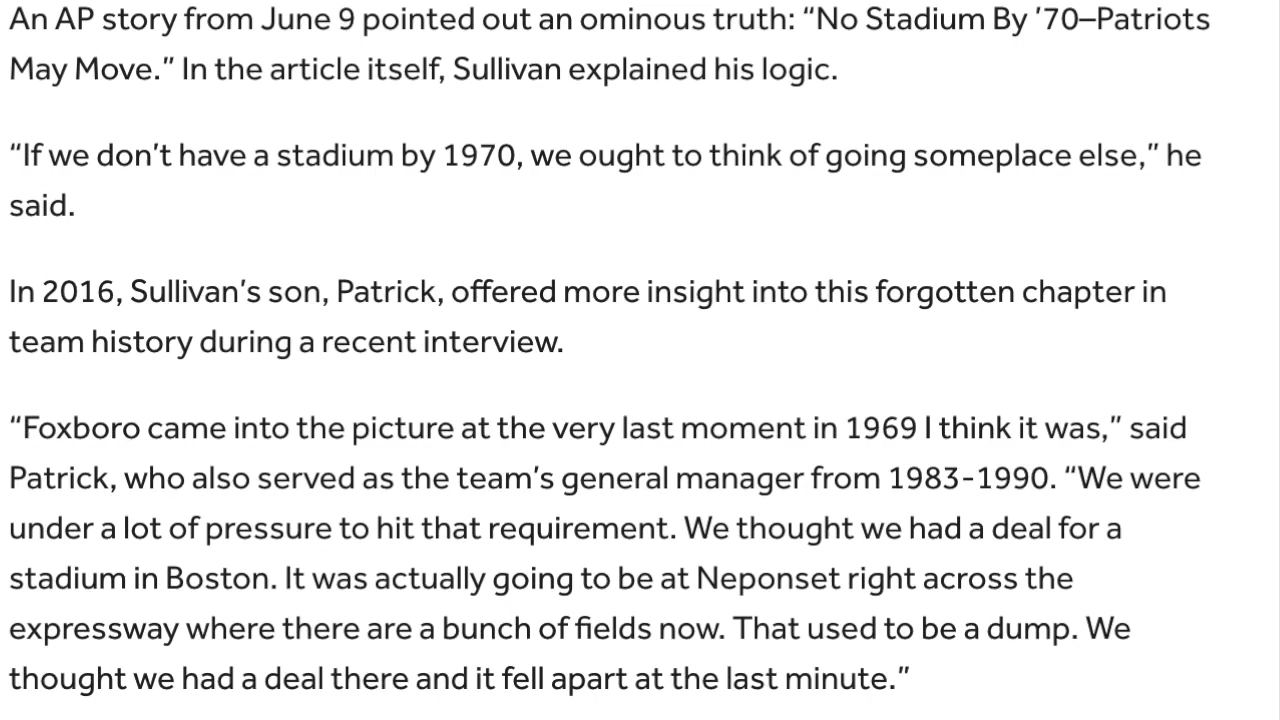 An AP story from June 9 pointed out an ominous truth: “No Stadium By ’70–Patriots
May Move.” In the article itself, Sullivan explained his logic.
“If we don’t have a stadium by 1970, we ought to think of going someplace else,” he
said.
In 2016, Sullivan’s son, Patrick, offered more insight into this forgotten chapter in
team history during a recent interview.
“Foxboro came into the picture at the very last moment in 1969 I think it was,” said
Patrick, who also served as the team’s general manager from 1983-1990. “We were
under a lot of pressure to hit that requirement. We thought we had a deal for a
stadium in Boston. It was actually going to be at Neponset right across the
expressway where there are a bunch of fields now. That used to be a dump. We
thought we had a deal there and it fell apart at the last minute.”